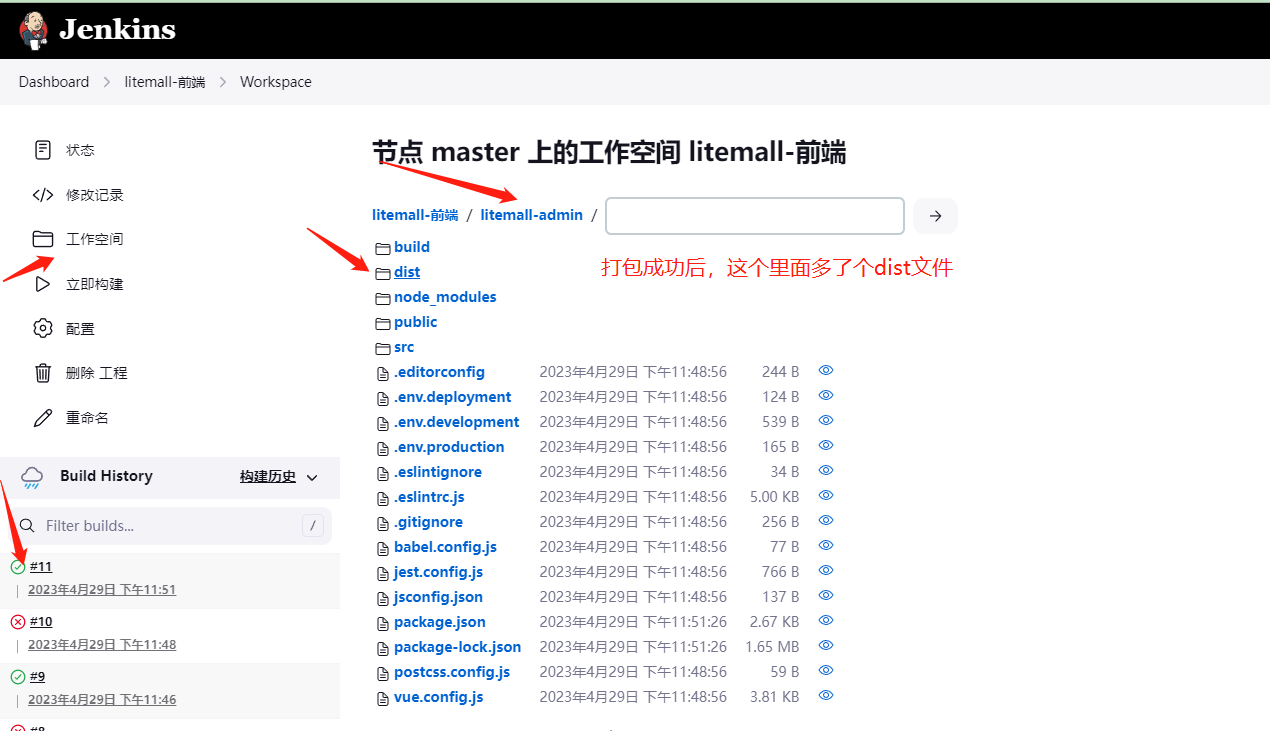 Jenkins
Dashboard > litemall-前端 > Workspace
状态
修改记录
工作空间
立即构建
配置
删除 工程
重命名
Build History 构建历史
Filter builds... /
#11
2023年4月29日 下午11:51
#10
2023年4月29日 下午11:48
#9
2023年4月29日 下午11:46
#8
节点 master 上的工作空间 litemall-前端
litemall-前端 / litemall-admin /
build
dist
打包成功后，这个里面多了个dist文件
node_modules
public
src
.editorconfig 2023年4月29日 下午11:48:56 244 B
.env.deployment 2023年4月29日 下午11:48:56 124 B
.env.development 2023年4月29日 下午11:48:56 539 B
.env.production 2023年4月29日 下午11:48:56 165 B
.eslintignore 2023年4月29日 下午11:48:56 34 B
.eslintrc.js 2023年4月29日 下午11:48:56 5.00 KB
.gitignore 2023年4月29日 下午11:48:56 256 B
babel.config.js 2023年4月29日 下午11:48:56 77 B
jest.config.js 2023年4月29日 下午11:48:56 766 B
jsconfig.json 2023年4月29日 下午11:48:56 137 B
package.json 2023年4月29日 下午11:51:26 2.67 KB
package-lock.json 2023年4月29日 下午11:51:26 1.65 MB
postcss.config.js 2023年4月29日 下午11:48:56 59 B
vue.config.js 2023年4月29日 下午11:48:56 3.81 KB